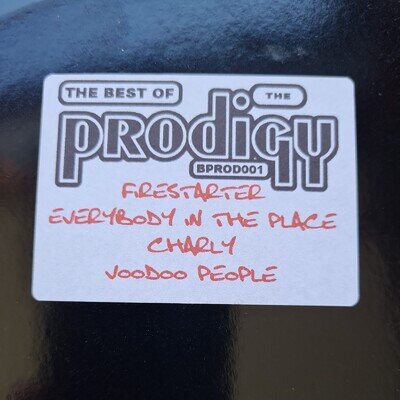 THE BEST OF THE
PRODIGY
BPROD001
FIRESTARTER
EVERYBODY IN THE PLACE
CHARLY
VOODOO PEOPLE